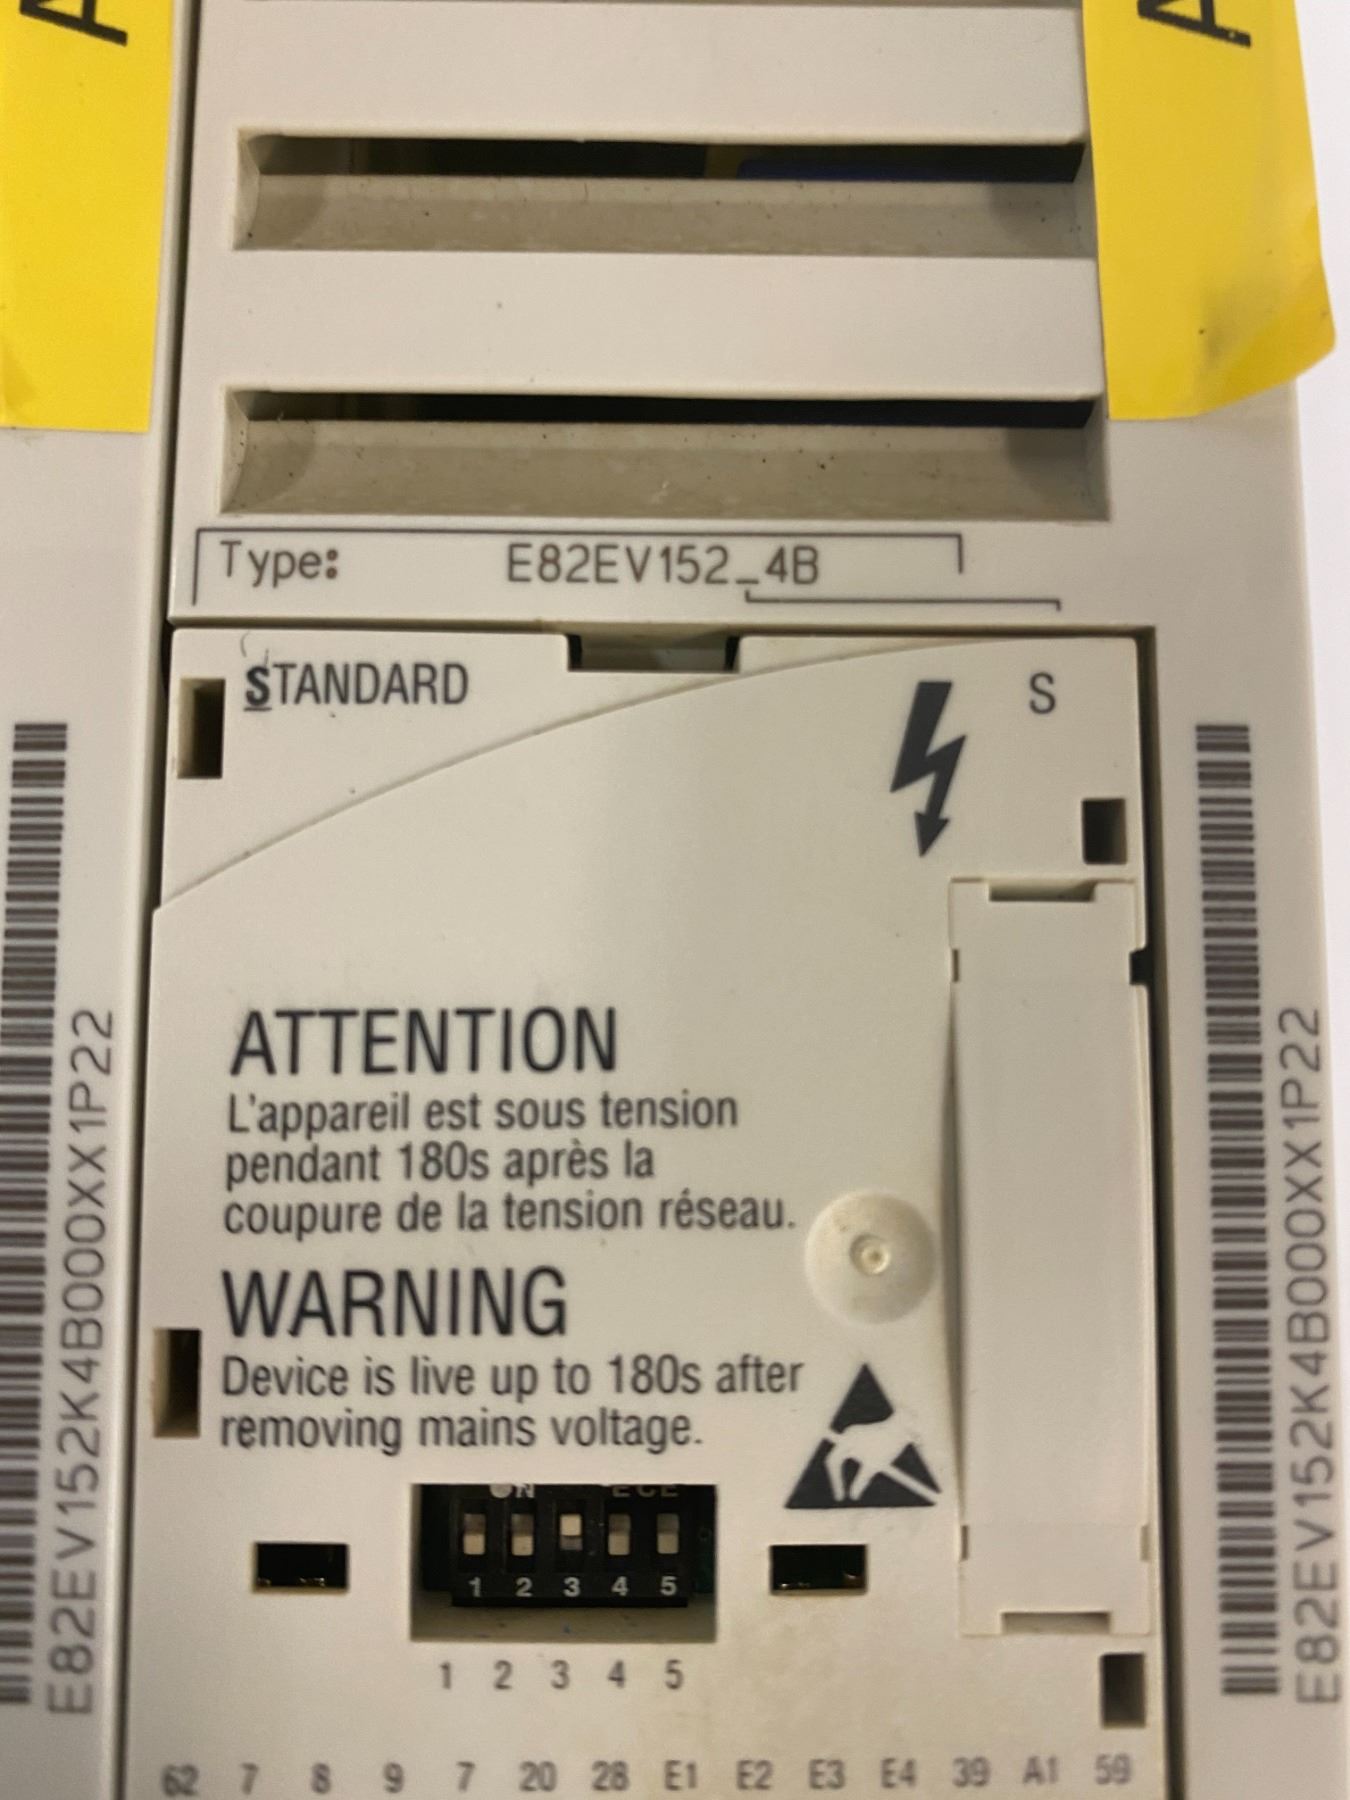 A
A
Type: E82EV152_4B
STANDARD
S
ATTENTION
L'appareil est sous tension
pendant 180s après la
coupure de la tension réseau.
WARNING
Device is live up to 180s after
removing mains voltage.
ON ECE
1 2 3 4 5
1 2 3 4 5
62 7 8 9 7 20 28 E1 E2 E3 E4 39 A1 59
E82EV152K4B000XX1P22
E82EV152K4B000XX1P22